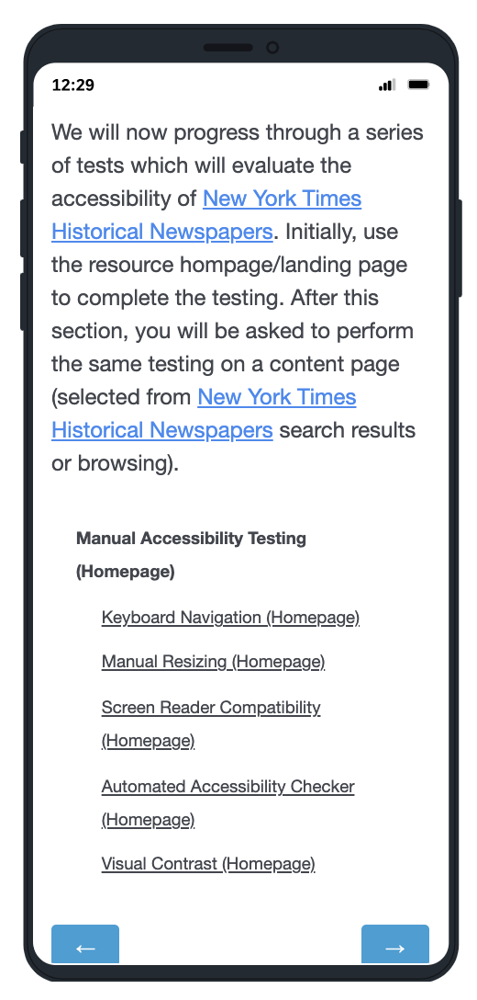 12:29
We will now progress through a series
of tests which will evaluate the
accessibility of New York Times
Historical Newspapers. Initially, use
the resource hompage/landing page
to complete the testing. After this
section, you will be asked to perform
the same testing on a content page
(selected from New York Times
Historical Newspapers search results
or browsing).
Manual Accessibility Testing
(Homepage)
Keyboard Navigation (Homepage)
Manual Resizing (Homepage)
Screen Reader Compatibility
(Homepage)
Automated Accessibility Checker
(Homepage)
Visual Contrast (Homepage)
← →